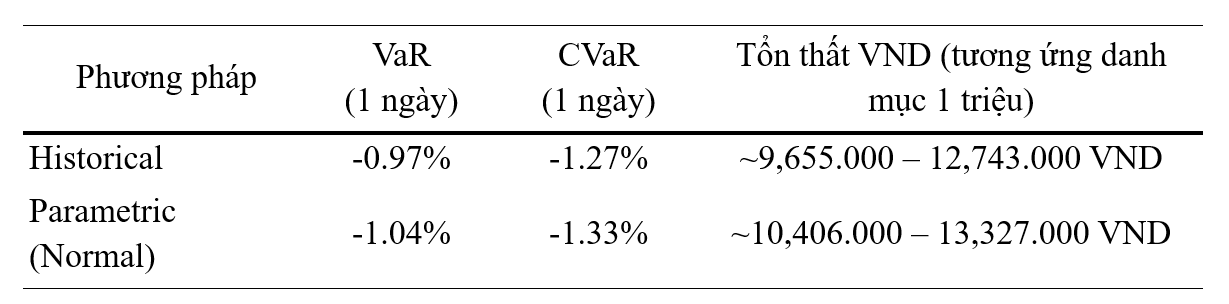 Phương pháp
VaR
(1 ngày)
CVaR
(1 ngày)
Tổn thất VND (tương ứng danh
mục 1 triệu)
Historical
-0.97%
-1.27%
~9,655.000 – 12,743.000 VND
Parametric
(Normal)
-1.04%
-1.33%
~10,406.000 – 13,327.000 VND